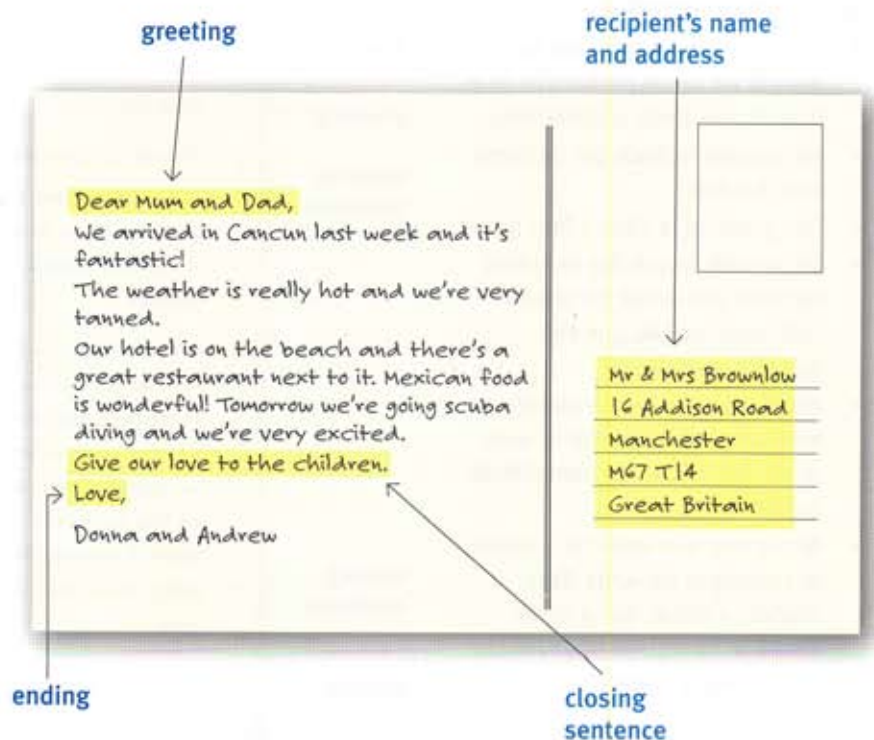 greeting
recipient's name
and address
Dear Mum and Dad,
We arrived in Cancun last week and it's
fantastic!
The weather is really hot and we're very
tanned.
Our hotel is on the beach and there's a
great restaurant next to it. Mexican food
is wonderful! Tomorrow we're going scuba
diving and we're very excited.
Give our love to the children.
Love,
Donna and Andrew
Mr & Mrs Brownlow
16 Addison Road
Manchester
M67 T14
Great Britain
ending
closing
sentence